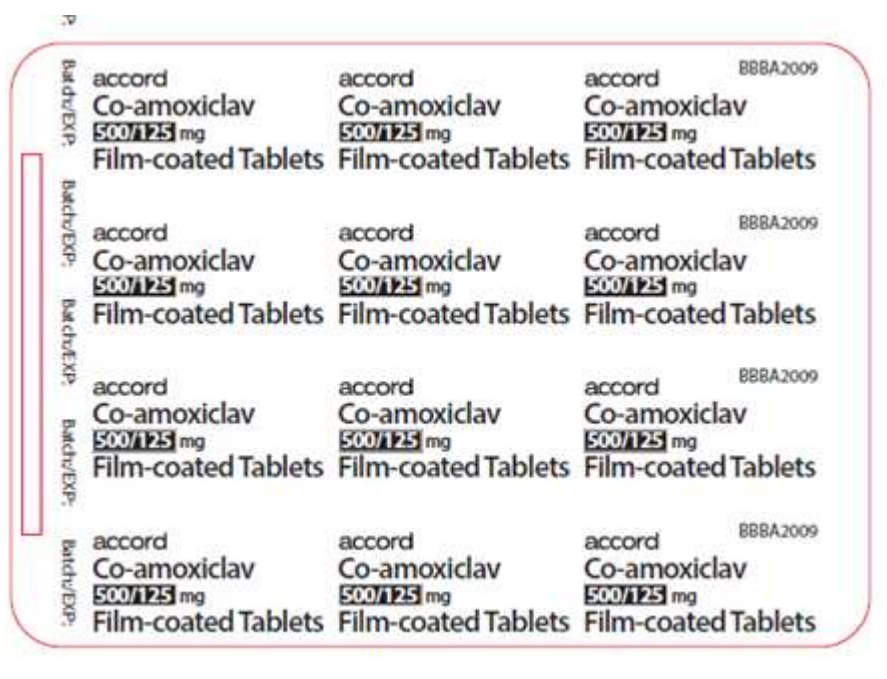 BBBA2009
accord accord accord
Co-amoxiclav Co-amoxiclav Co-amoxiclav
500/125 mg 500/125 mg 500/125 mg
Film-coated Tablets Film-coated Tablets Film-coated Tablets
BBBA2009
accord accord accord
Co-amoxiclav Co-amoxiclav Co-amoxiclav
500/125 mg 500/125 mg 500/125 mg
Film-coated Tablets Film-coated Tablets Film-coated Tablets
BBBA2009
accord accord accord
Co-amoxiclav Co-amoxiclav Co-amoxiclav
500/125 mg 500/125 mg 500/125 mg
Film-coated Tablets Film-coated Tablets Film-coated Tablets
BBBA2009
accord accord accord
Co-amoxiclav Co-amoxiclav Co-amoxiclav
500/125 mg 500/125 mg 500/125 mg
Film-coated Tablets Film-coated Tablets Film-coated Tablets
Batch:/EXP: Batch:/EXP: Batch:/EXP: Batch:/EXP: Batch:/EXP: